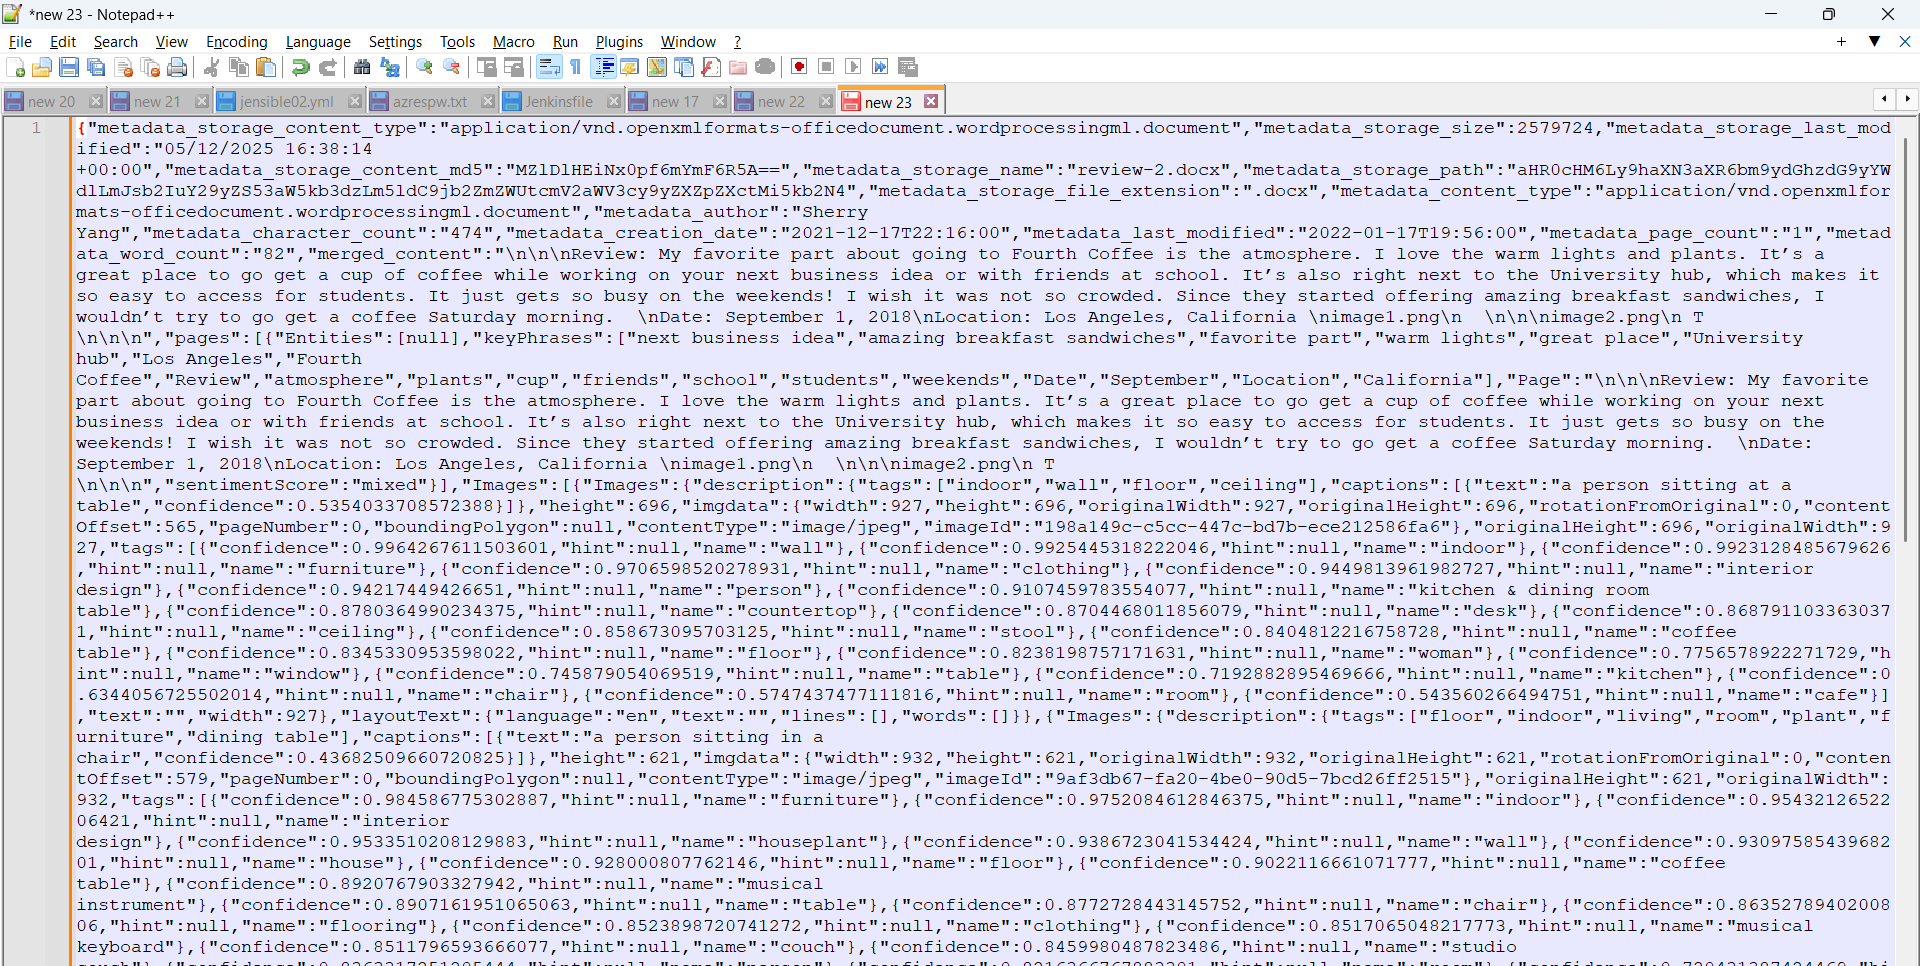 *new 23 - Notepad++
File Edit Search View Encoding Language Settings Tools Macro Run Plugins Window ?
new 20 new 21 jensible02.yml azrespw.txt Jenkinsfile new 17 new 22 new 23
1 {"metadata_storage_content_type":"application/vnd.openxmlformats-officedocument.wordprocessingml.document","metadata_storage_size":2579724,"metadata_storage_last_mod
ified":"05/12/2025 16:38:14
+00:00","metadata_storage_content_md5":"MZlDlHEiNx0pf6mYmF6R5A==","metadata_storage_name":"review-2.docx","metadata_storage_path":"aHR0cHM6Ly9haXN3aXR6bm9ydGhzdG9yYW
dlLmJsb2IuY29yZS53aW5kb3dzLm5ldC9jb2ZmZWUtcmV2aWV3cy9yZXZpZXctMi5kb2N4","metadata_storage_file_extension":".docx","metadata_content_type":"application/vnd.openxmlfor
mats-officedocument.wordprocessingml.document","metadata_author":"Sherry
Yang","metadata_character_count":"474","metadata_creation_date":"2021-12-17T22:16:00","metadata_last_modified":"2022-01-17T19:56:00","metadata_page_count":"1","metad
ata_word_count":"82","merged_content":"\n\n\nReview: My favorite part about going to Fourth Coffee is the atmosphere. I love the warm lights and plants. It’s a
great place to go get a cup of coffee while working on your next business idea or with friends at school. It’s also right next to the University hub, which makes it
so easy to access for students. It just gets so busy on the weekends! I wish it was not so crowded. Since they started offering amazing breakfast sandwiches, I
wouldn’t try to go get a coffee Saturday morning.  \nDate: September 1, 2018\nLocation: Los Angeles, California \nimage1.png\n  \n\n\nimage2.png\n T
\n\n\n","pages":[{"Entities":[null],"keyPhrases":["next business idea","amazing breakfast sandwiches","favorite part","warm lights","great place","University
hub","Los Angeles","Fourth
Coffee","Review","atmosphere","plants","cup","friends","school","students","weekends","Date","September","Location","California"],"Page":"\n\n\nReview: My favorite
part about going to Fourth Coffee is the atmosphere. I love the warm lights and plants. It’s a great place to go get a cup of coffee while working on your next
business idea or with friends at school. It’s also right next to the University hub, which makes it so easy to access for students. It just gets so busy on the
weekends! I wish it was not so crowded. Since they started offering amazing breakfast sandwiches, I wouldn’t try to go get a coffee Saturday morning.  \nDate:
September 1, 2018\nLocation: Los Angeles, California \nimage1.png\n  \n\n\nimage2.png\n T
\n\n\n","sentimentScore":"mixed"}],"Images":[{"Images":{"description":{"tags":["indoor","wall","floor","ceiling"],"captions":[{"text":"a person sitting at a
table","confidence":0.5354033708572388}]},"height":696,"imgdata":{"width":927,"height":696,"originalWidth":927,"originalHeight":696,"rotationFromOriginal":0,"content
Offset":565,"pageNumber":0,"boundingPolygon":null,"contentType":"image/jpeg","imageId":"198a149c-c5cc-447c-bd7b-ece212586fa6"},"originalHeight":696,"originalWidth":9
27,"tags":[{"confidence":0.9964267611503601,"hint":null,"name":"wall"},{"confidence":0.9925445318222046,"hint":null,"name":"indoor"},{"confidence":0.9923128485679626
,"hint":null,"name":"furniture"},{"confidence":0.9706598520278931,"hint":null,"name":"clothing"},{"confidence":0.9449813961982727,"hint":null,"name":"interior
design"},{"confidence":0.94217449426651,"hint":null,"name":"person"},{"confidence":0.9107459783554077,"hint":null,"name":"kitchen & dining room
table"},{"confidence":0.8780364990234375,"hint":null,"name":"countertop"},{"confidence":0.8704468011856079,"hint":null,"name":"desk"},{"confidence":0.868791103363037
1,"hint":null,"name":"ceiling"},{"confidence":0.858673095703125,"hint":null,"name":"stool"},{"confidence":0.8404812216758728,"hint":null,"name":"coffee
table"},{"confidence":0.8345330953598022,"hint":null,"name":"floor"},{"confidence":0.8238198757171631,"hint":null,"name":"woman"},{"confidence":0.7756578922271729,"h
int":null,"name":"window"},{"confidence":0.745879054069519,"hint":null,"name":"table"},{"confidence":0.7192882895469666,"hint":null,"name":"kitchen"},{"confidence":0
.6344056725502014,"hint":null,"name":"chair"},{"confidence":0.5747437477111816,"hint":null,"name":"room"},{"confidence":0.543560266494751,"hint":null,"name":"cafe"}]
,"text":"","width":927},"layoutText":{"language":"en","text":"","lines":[],"words":[]}},{"Images":{"description":{"tags":["floor","indoor","living","room","plant","f
urniture","dining table"],"captions":[{"text":"a person sitting in a
chair","confidence":0.43682509660720825}]},"height":621,"imgdata":{"width":932,"height":621,"originalWidth":932,"originalHeight":621,"rotationFromOriginal":0,"conten
tOffset":579,"pageNumber":0,"boundingPolygon":null,"contentType":"image/jpeg","imageId":"9af3db67-fa20-4be0-90d5-7bcd26ff2515"},"originalHeight":621,"originalWidth":
932,"tags":[{"confidence":0.984586775302887,"hint":null,"name":"furniture"},{"confidence":0.9752084612846375,"hint":null,"name":"indoor"},{"confidence":0.95432126522
06421,"hint":null,"name":"interior
design"},{"confidence":0.9533510208129883,"hint":null,"name":"houseplant"},{"confidence":0.9386723041534424,"hint":null,"name":"wall"},{"confidence":0.93097585439682
01,"hint":null,"name":"house"},{"confidence":0.928000807762146,"hint":null,"name":"floor"},{"confidence":0.9022116661071777,"hint":null,"name":"coffee
table"},{"confidence":0.8920767903327942,"hint":null,"name":"musical
instrument"},{"confidence":0.8907161951065063,"hint":null,"name":"table"},{"confidence":0.8772728443145752,"hint":null,"name":"chair"},{"confidence":0.86352789402008
06,"hint":null,"name":"flooring"},{"confidence":0.8523898720741272,"hint":null,"name":"clothing"},{"confidence":0.8517065048217773,"hint":null,"name":"musical
keyboard"},{"confidence":0.8511796593666077,"hint":null,"name":"couch"},{"confidence":0.8459980487823486,"hint":null,"name":"studio